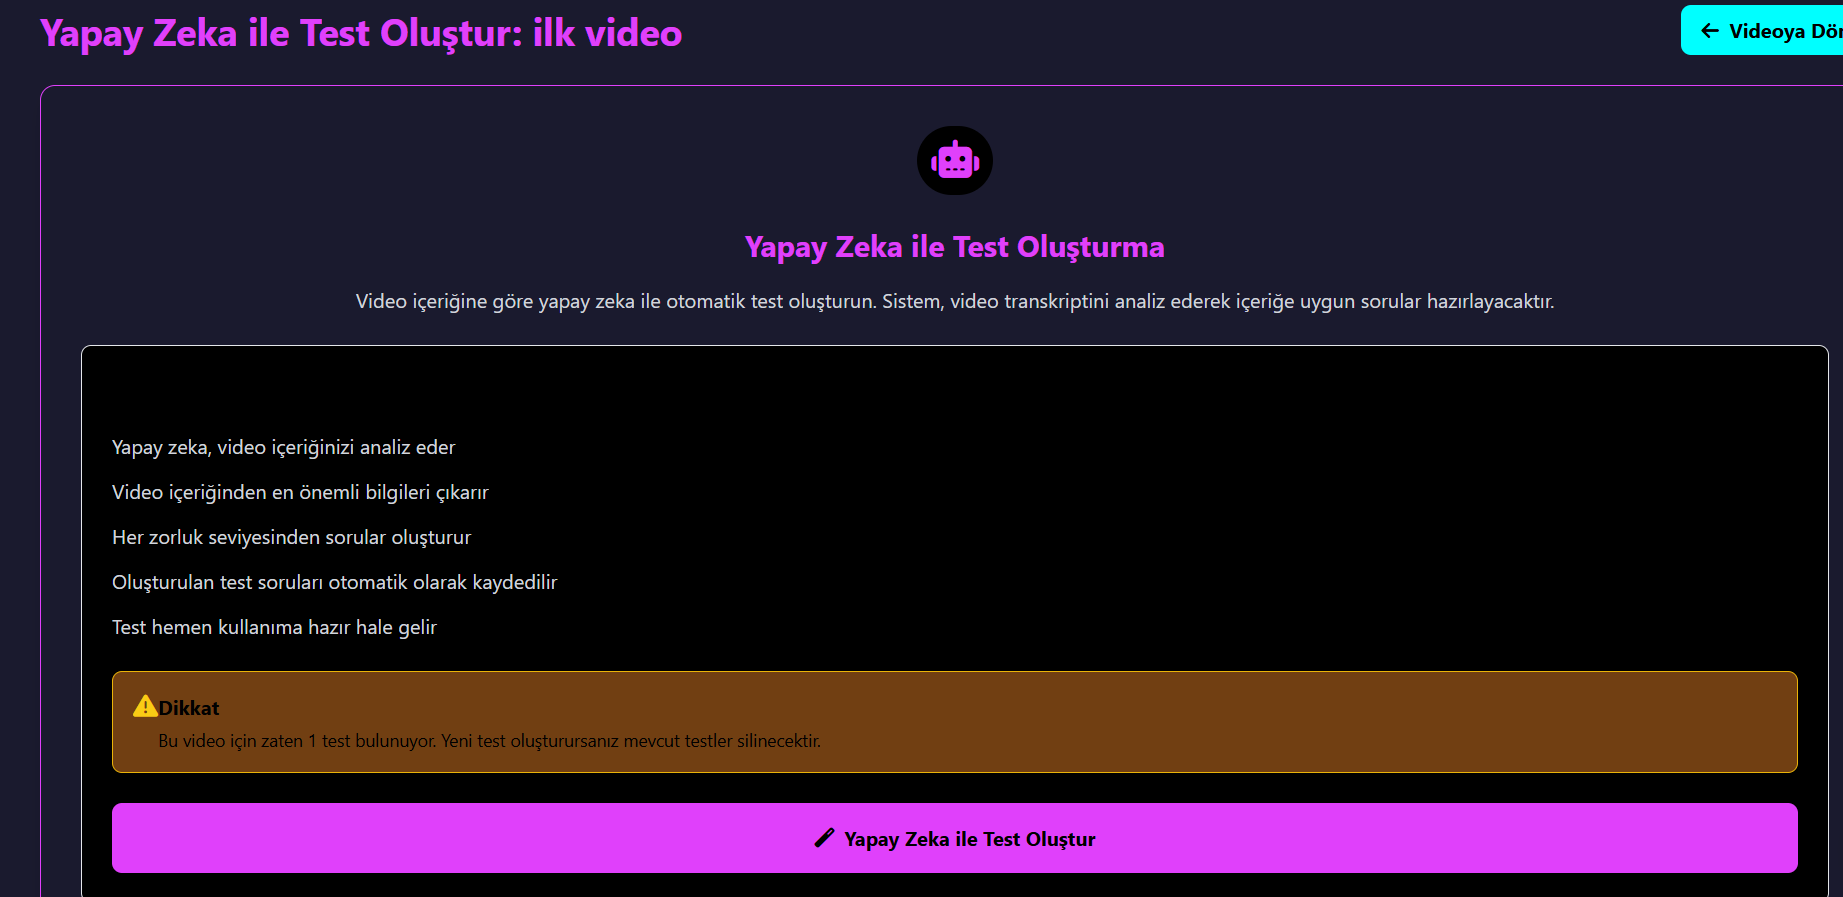 Yapay Zeka ile Test Oluştur: ilk video
Videoya
Yapay Zeka ile Test Oluşturma
Video içeriğine göre yapay zeka ile otomatik test oluşturun. Sistem, video transkriptini analiz ederek içeriğe uygun sorular hazırlayacaktır.
Yapay zeka, video içeriğinizi analiz eder
Video içeriğinden en önemli bilgileri çıkarır
Her zorluk seviyesinden sorular oluşturur
Oluşturulan test soruları otomatik olarak kaydedilir
Test hemen kullanıma hazır hale gelir
Dikkat
Bu video için zaten 1 test bulunuyor. Yeni test oluşturursanız mevcut testler silinecektir.
Yapay Zeka ile Test Oluştur